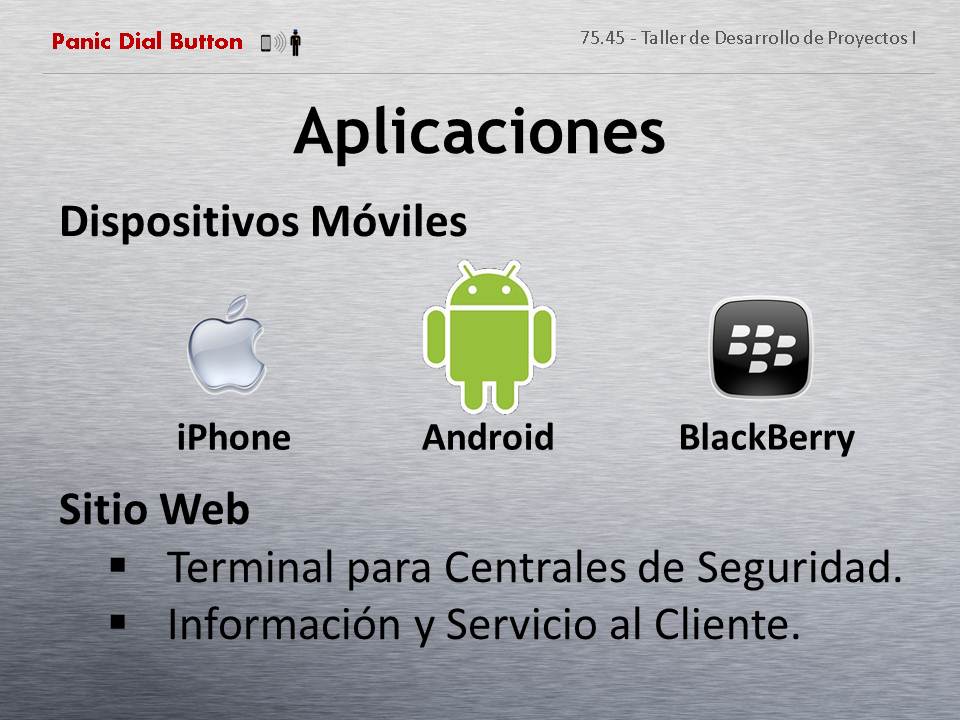 Panic Dial Button
75.45 - Taller de Desarrollo de Proyectos I
Aplicaciones
Dispositivos Móviles
iPhone Android BlackBerry
Sitio Web
▪ Terminal para Centrales de Seguridad.
▪ Información y Servicio al Cliente.